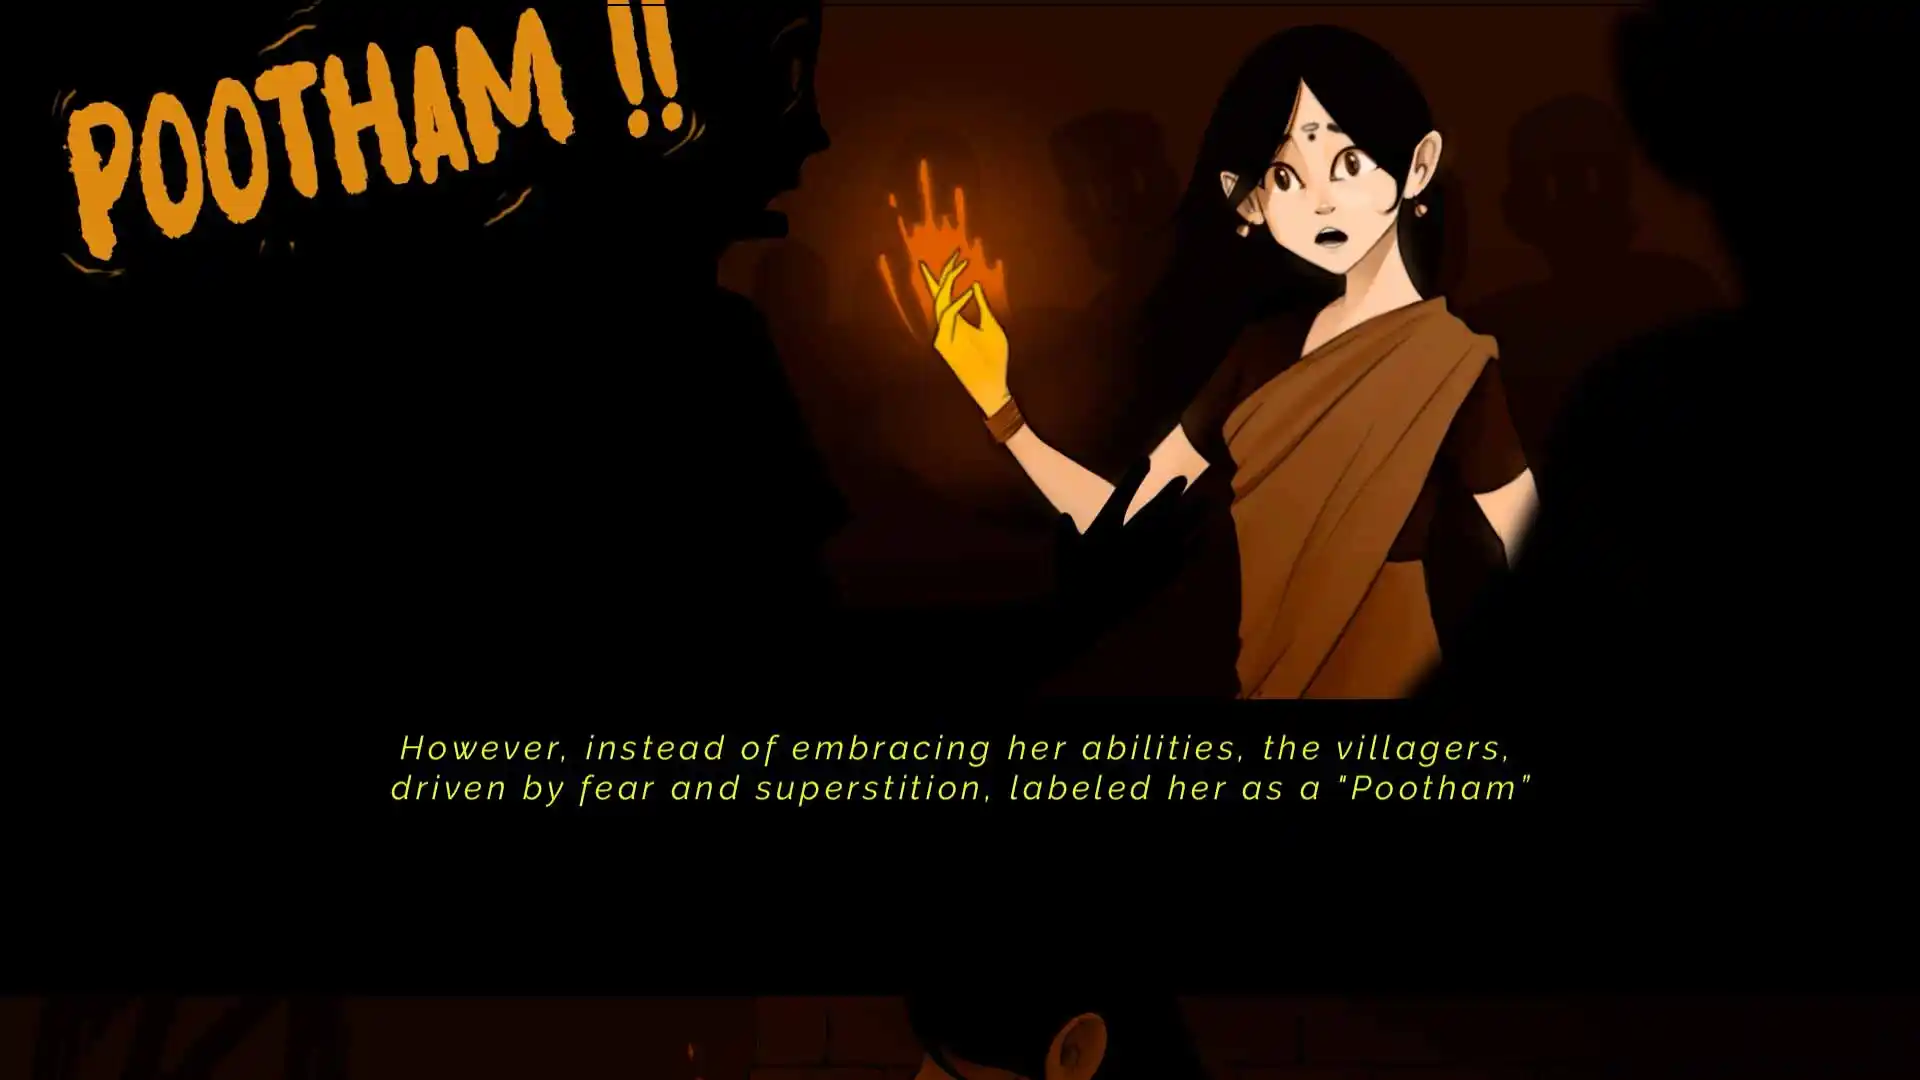 POOTHAM !!
However, instead of embracing her abilities, the villagers,
driven by fear and superstition, labeled her as a "Pootham”